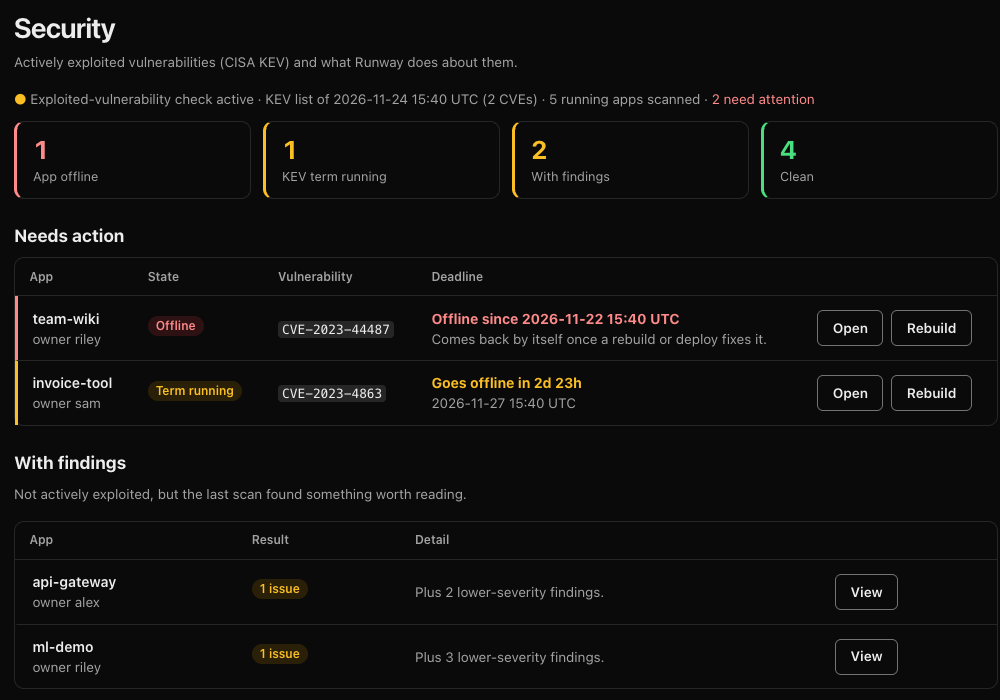 Security
Actively exploited vulnerabilities (CISA KEV) and what Runway does about them.
Exploited-vulnerability check active · KEV list of 2026-11-24 15:40 UTC (2 CVEs) · 5 running apps scanned · 2 need attention
1
App offline
1
KEV term running
2
With findings
4
Clean
Needs action
App State Vulnerability Deadline
team-wiki
owner riley
Offline
CVE-2023-44487
Offline since 2026-11-22 15:40 UTC
Comes back by itself once a rebuild or deploy fixes it.
Open Rebuild
invoice-tool
owner sam
Term running
CVE-2023-4863
Goes offline in 2d 23h
2026-11-27 15:40 UTC
Open Rebuild
With findings
Not actively exploited, but the last scan found something worth reading.
App Result Detail
api-gateway
owner alex
1 issue
Plus 2 lower-severity findings.
View
ml-demo
owner riley
1 issue
Plus 3 lower-severity findings.
View